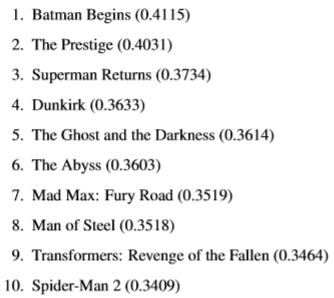 1. Batman Begins (0.4115)
2. The Prestige (0.4031)
3. Superman Returns (0.3734)
4. Dunkirk (0.3633)
5. The Ghost and the Darkness (0.3614)
6. The Abyss (0.3603)
7. Mad Max: Fury Road (0.3519)
8. Man of Steel (0.3518)
9. Transformers: Revenge of the Fallen (0.3464)
10. Spider-Man 2 (0.3409)